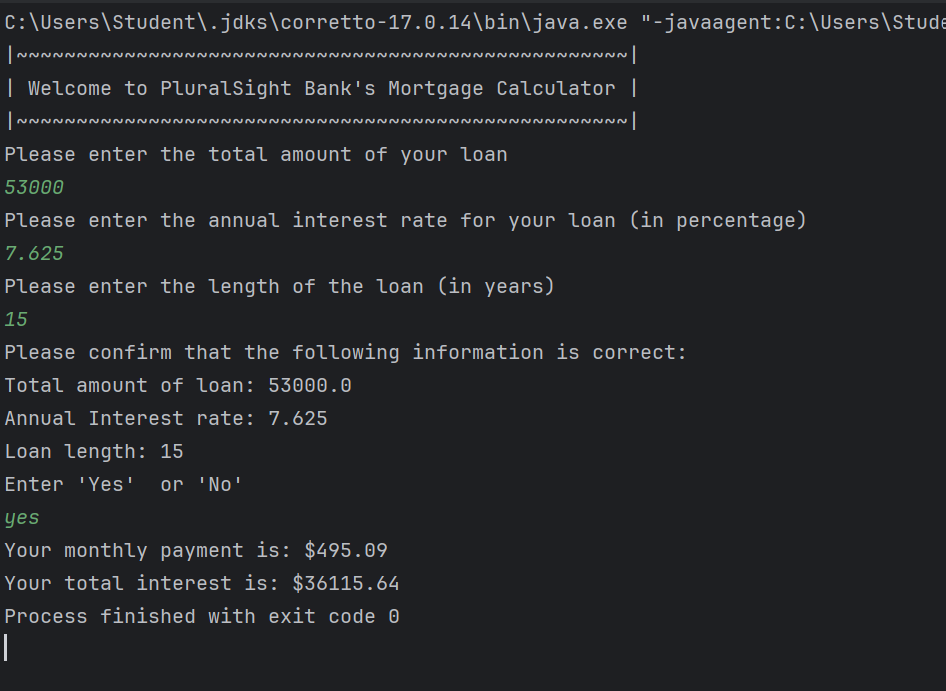 C:\Users\Student\.jdks\corretto-17.0.14\bin\java.exe "-javaagent:C:\Users\Stude
|~~~~~~~~~~~~~~~~~~~~~~~~~~~~~~~~~~~~~~~~~~~~~~~~~~~|
| Welcome to PluralSight Bank's Mortgage Calculator |
|~~~~~~~~~~~~~~~~~~~~~~~~~~~~~~~~~~~~~~~~~~~~~~~~~~~|
Please enter the total amount of your loan
53000
Please enter the annual interest rate for your loan (in percentage)
7.625
Please enter the length of the loan (in years)
15
Please confirm that the following information is correct:
Total amount of loan: 53000.0
Annual Interest rate: 7.625
Loan length: 15
Enter 'Yes'  or 'No'
yes
Your monthly payment is: $495.09
Your total interest is: $36115.64
Process finished with exit code 0